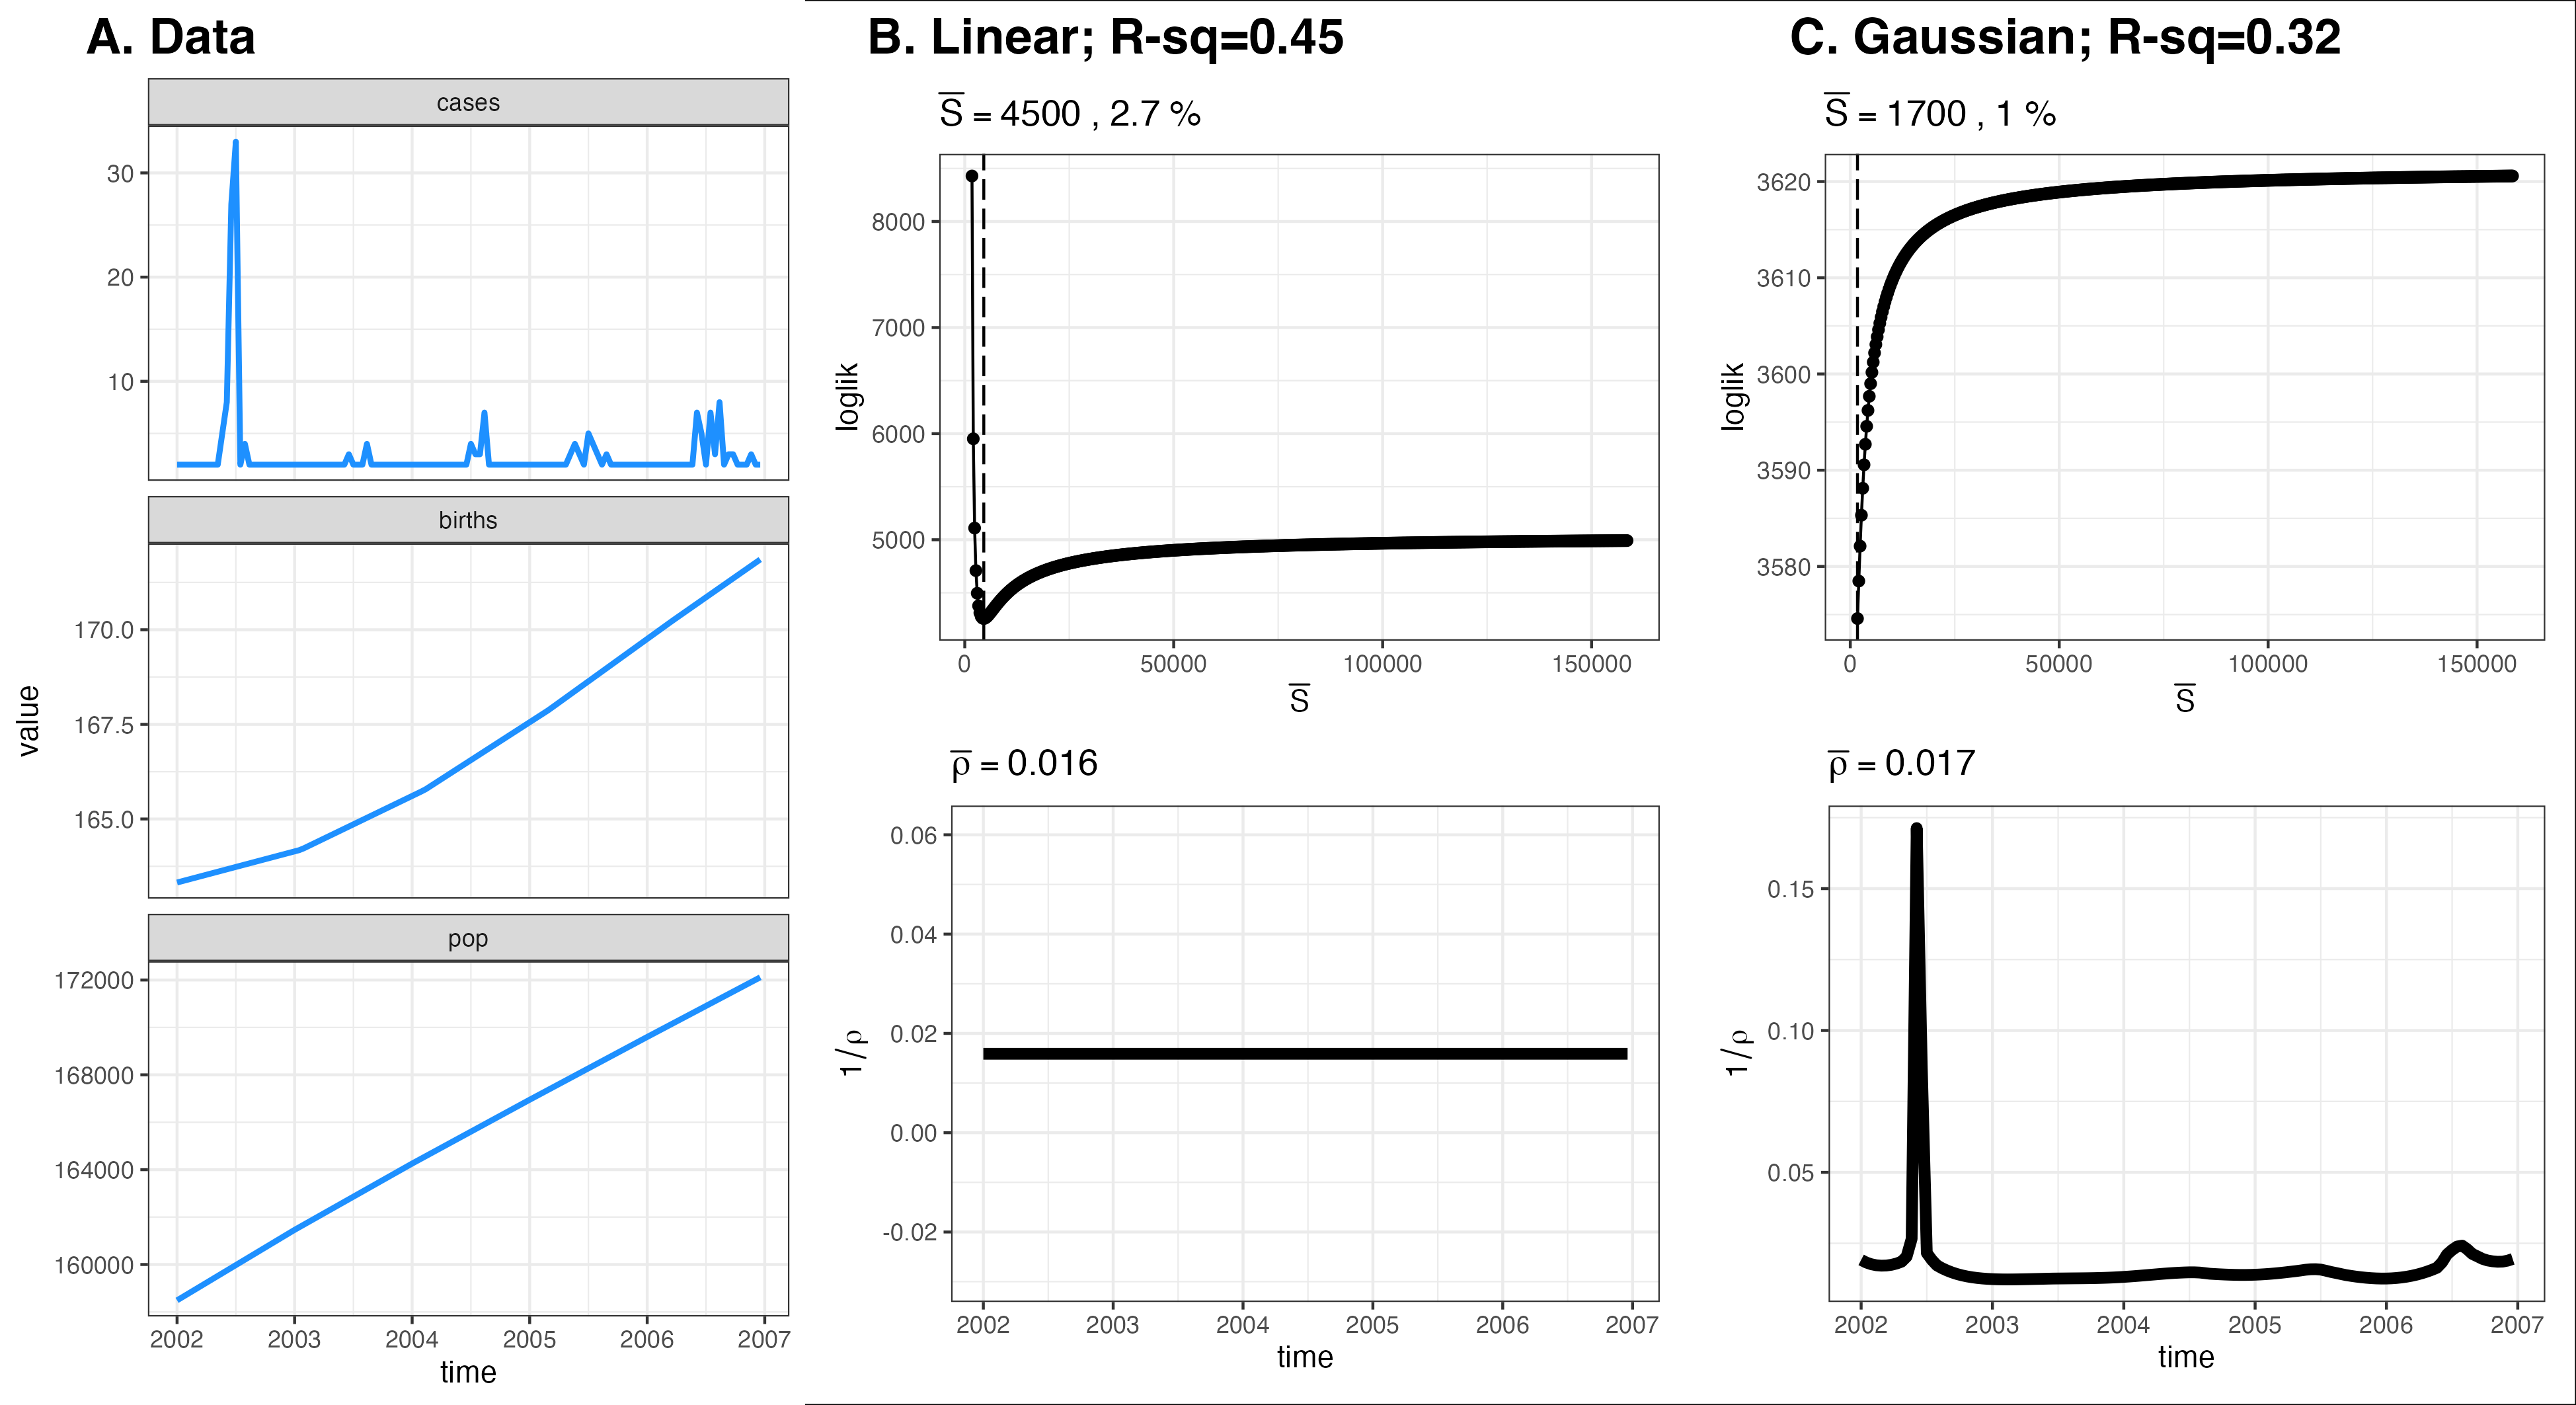 A. Data
cases
30
20
10
births
170.0
167.5
165.0
value
pop
172000
168000
164000
160000
2002 2003 2004 2005 2006 2007
time
B. Linear; R-sq=0.45
S̅ = 4500 , 2.7 %
8000
7000
6000
5000
loglik
0 50000 100000 150000
S̅
ρ̅ = 0.016
0.06
0.04
0.02
0.00
-0.02
1/ρ
2002 2003 2004 2005 2006 2007
time
C. Gaussian; R-sq=0.32
S̅ = 1700 , 1 %
3620
3610
3600
3590
3580
loglik
0 50000 100000 150000
S̅
ρ̅ = 0.017
0.15
0.10
0.05
1/ρ
2002 2003 2004 2005 2006 2007
time